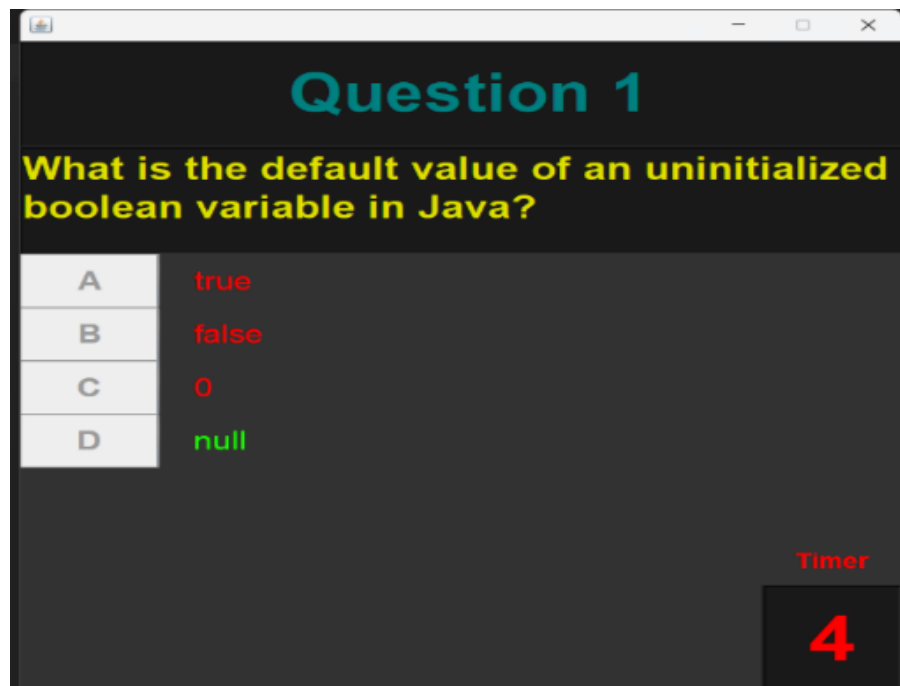 Question 1
What is the default value of an uninitialized
boolean variable in Java?
A true
B false
C 0
D null
Timer
4